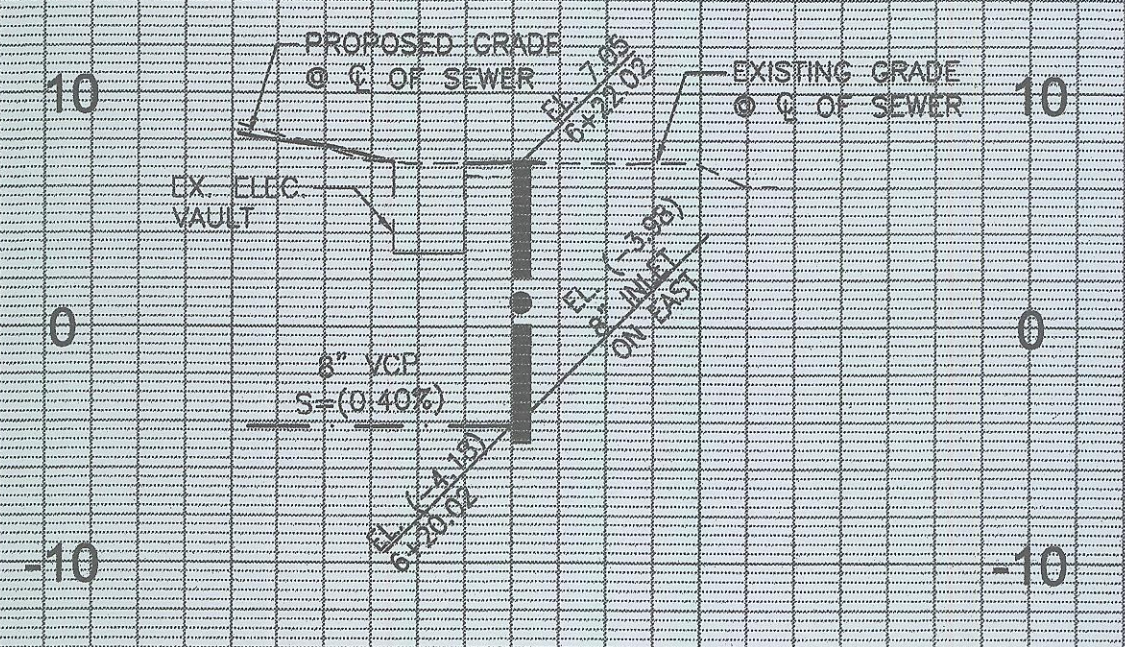 PROPOSED GRADE
@ ℄ OF SEWER
EL. 7.05
6+22.02
EXISTING GRADE
@ ℄ OF SEWER
10
10
EX. ELEC.
VAULT
EL. (-3.98)
8" INLET
ON EAST
0
0
VCP
S=(0.40%)
EL. (-4.15)
6+20.02
-10
-10